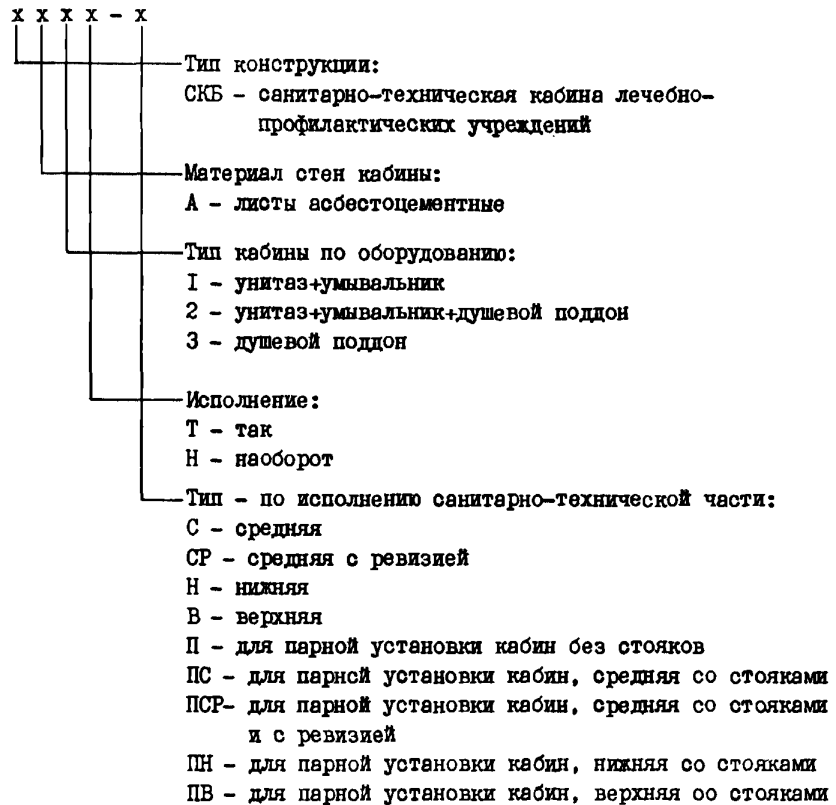 х х х х - х
Тип конструкции:
СКБ - санитарно-техническая кабина лечебно-
профилактических учреждений
Материал стен кабины:
А - листы асбестоцементные
Тип кабины по оборудованию:
I - унитаз+умывальник
2 - унитаз+умывальник+душевой поддон
3 - душевой поддон
Исполнение:
Т - так
Н - наоборот
Тип - по исполнению санитарно-технической части:
С - средняя
СР - средняя с ревизией
Н - нижняя
В - верхняя
П - для парной установки кабин без стояков
ПС - для парной установки кабин, средняя со стояками
ПСР- для парной установки кабин, средняя со стояками
и с ревизией
ПН - для парной установки кабин, нижняя со стояками
ПВ - для парной установки кабин, верхняя оо стояками